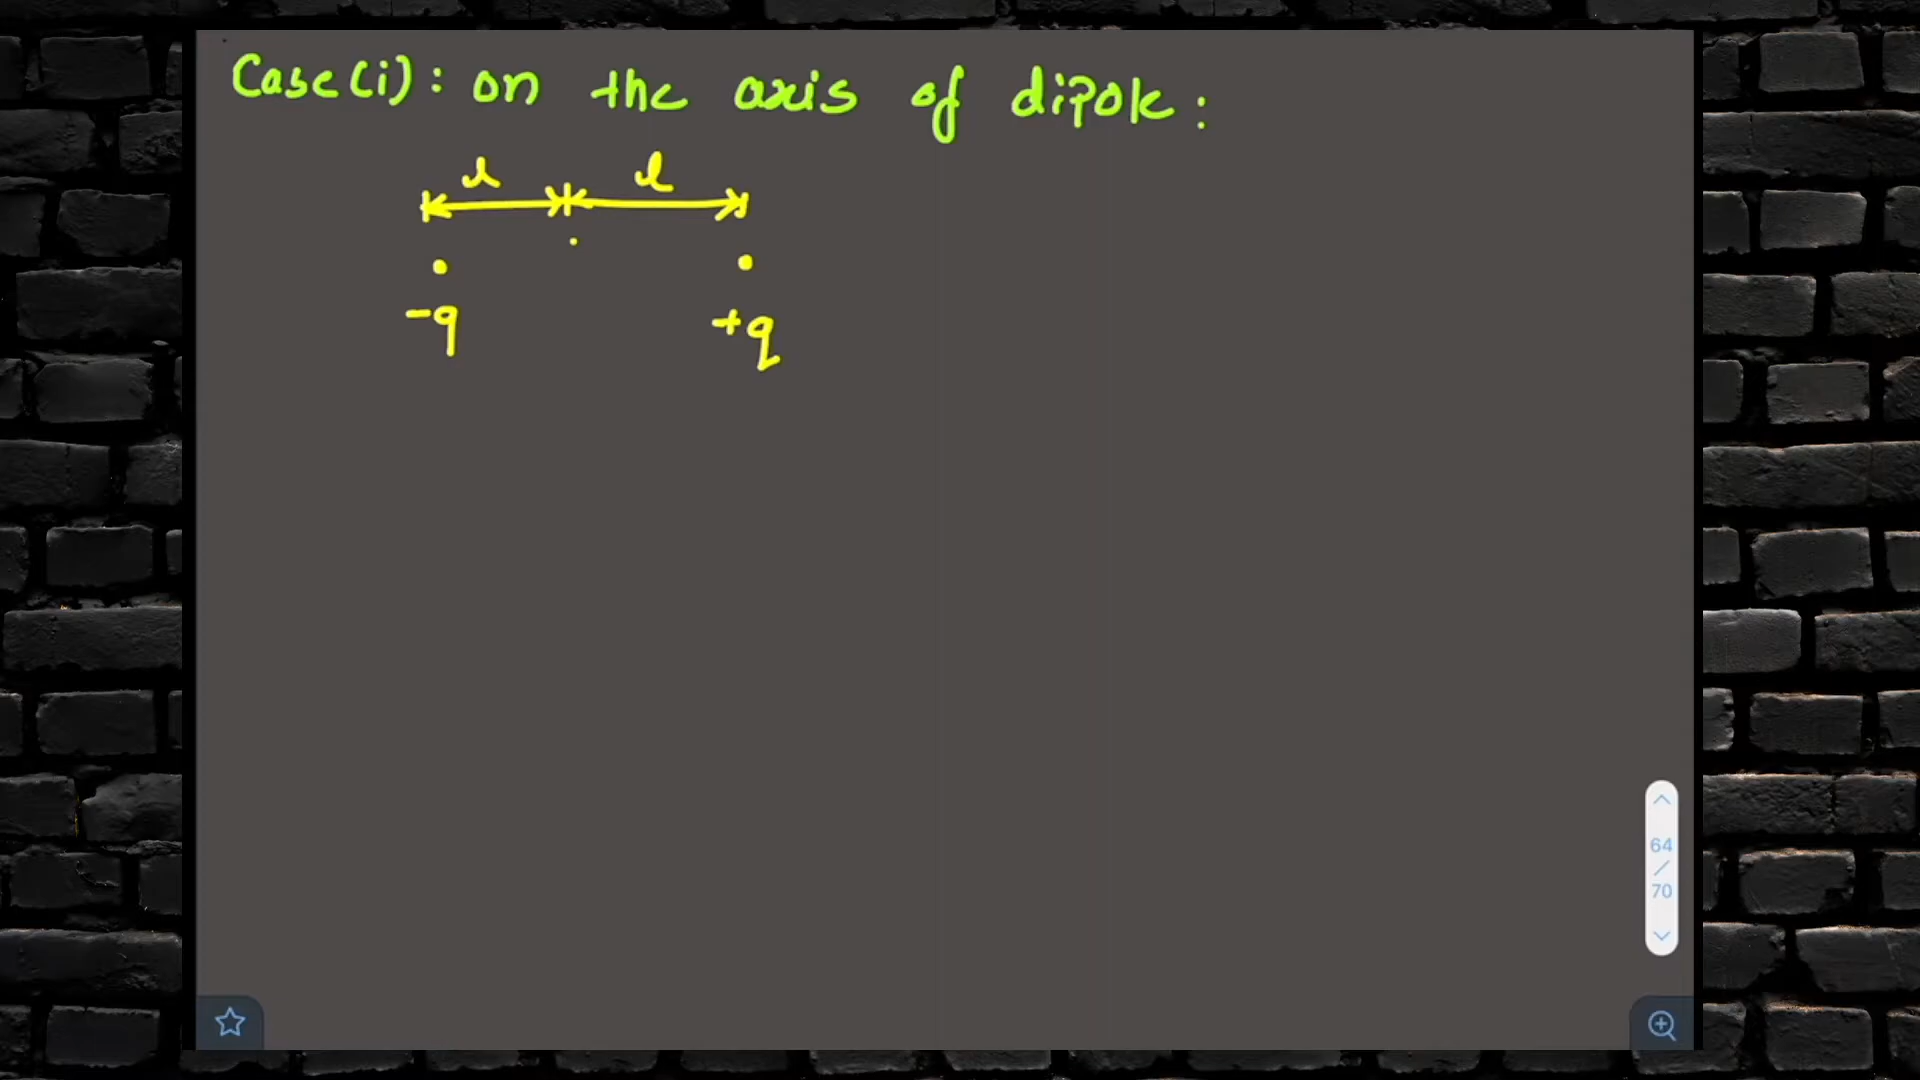 Case(i): on the axis of dipole:
l l
-q +q
64
/
70